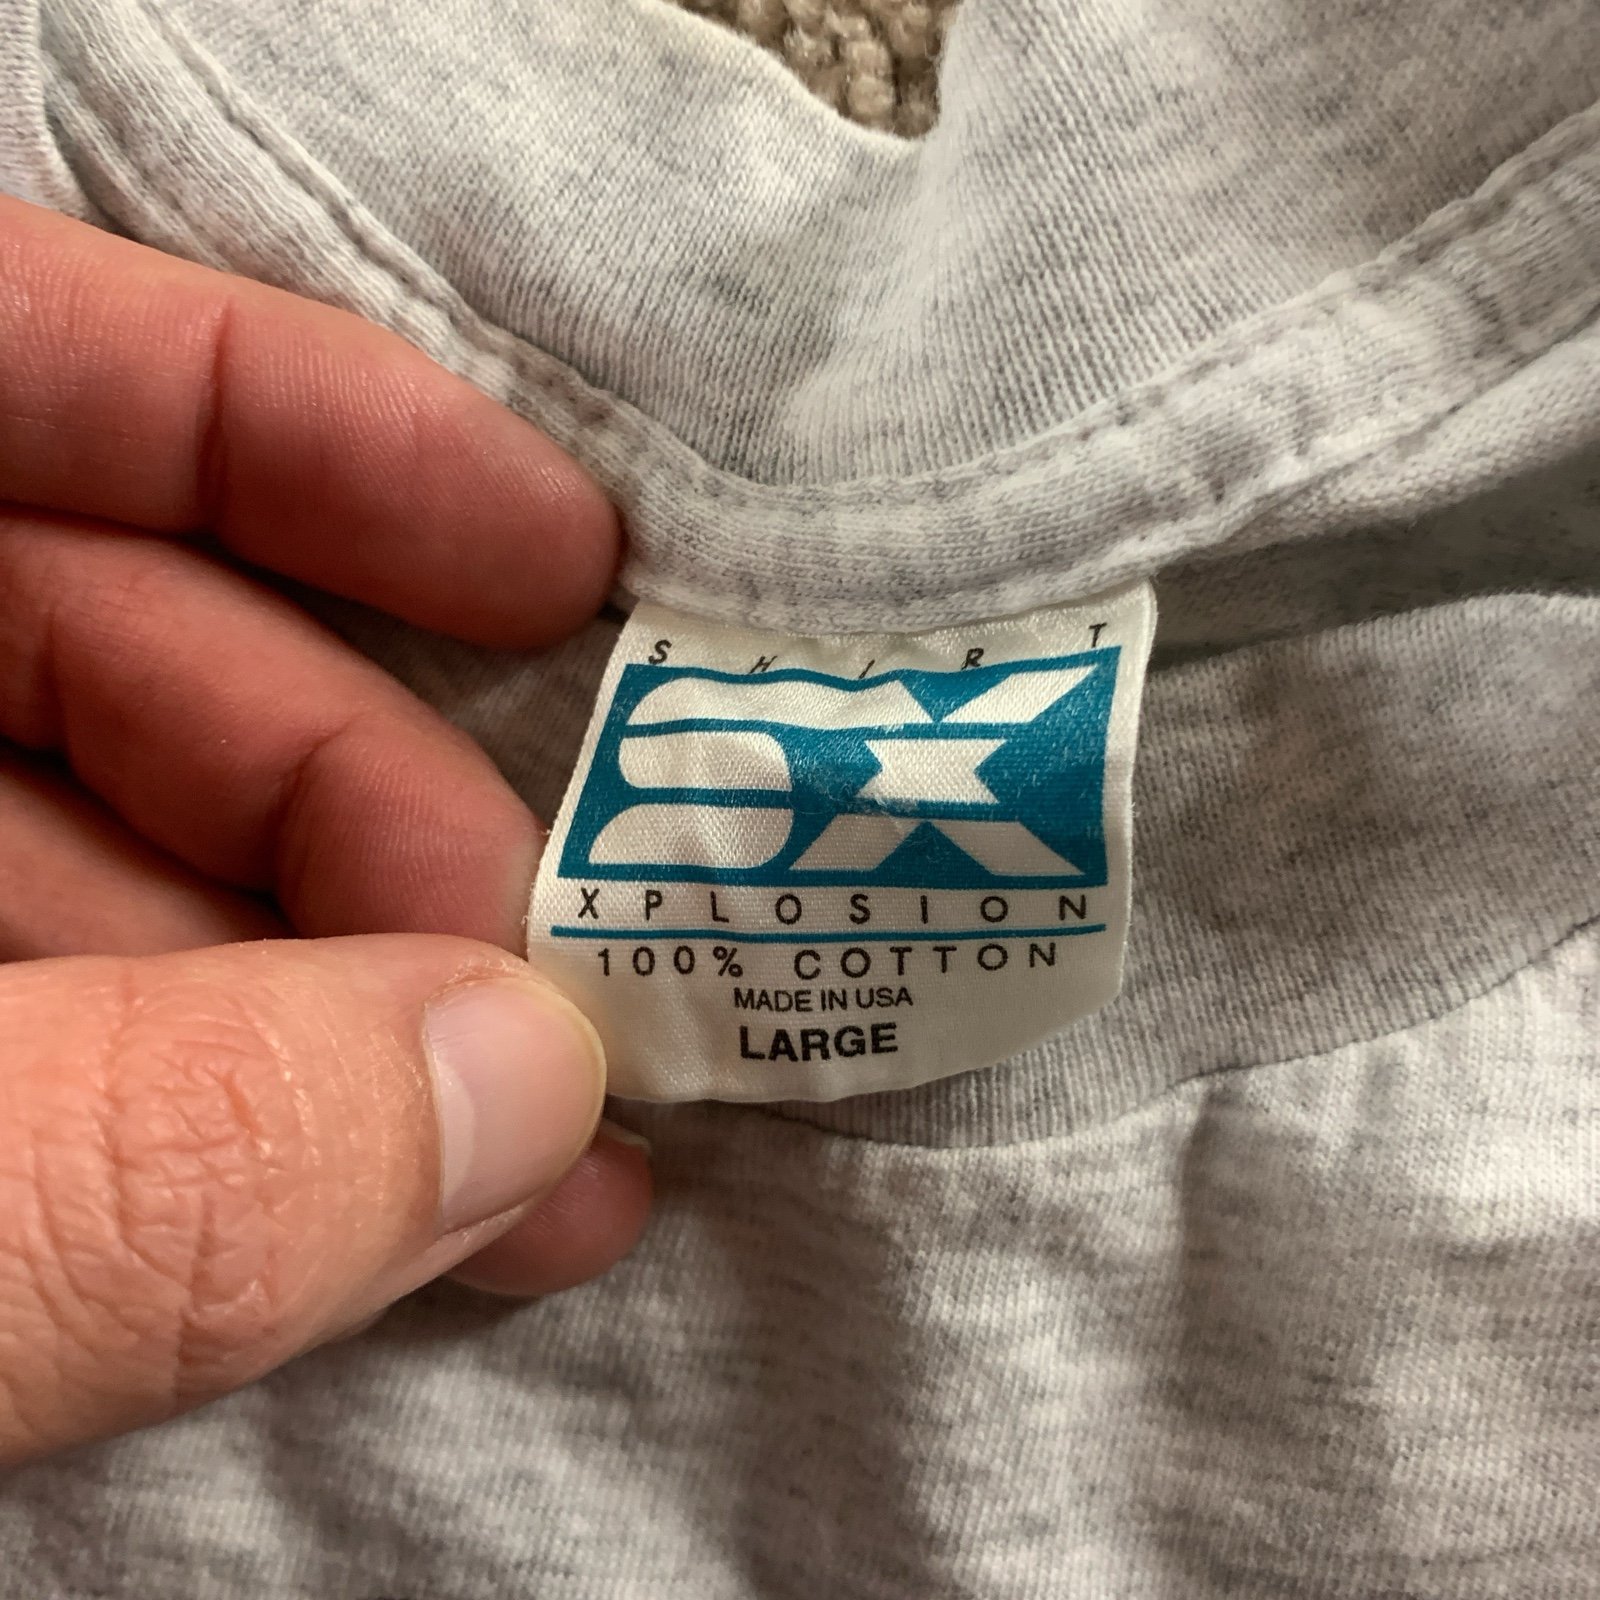 SHIRT
SX
XPLOSION
100% COTTON
MADE IN USA
LARGE